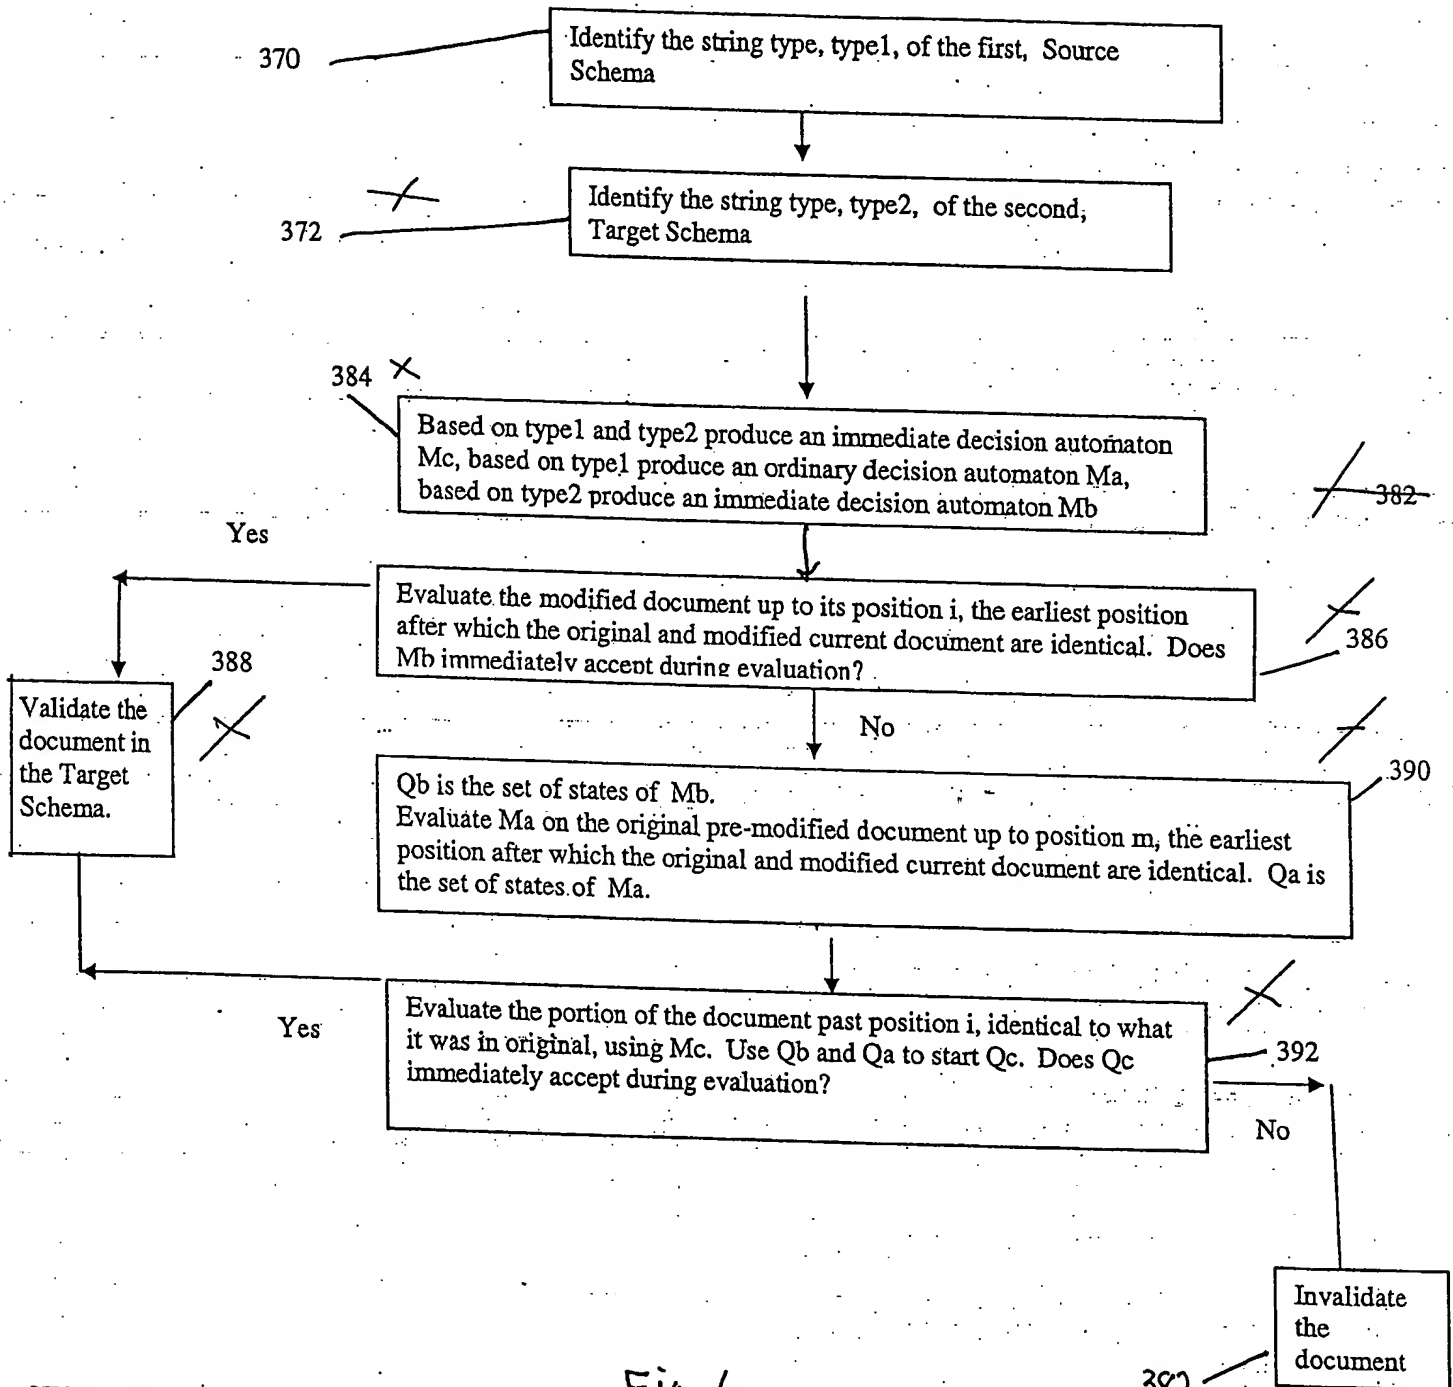 370
Identify the string type, type1, of the first, Source
Schema
372
Identify the string type, type2, of the second,
Target Schema
384
Based on type1 and type2 produce an immediate decision automaton
Mc, based on type1 produce an ordinary decision automaton Ma,
based on type2 produce an immediate decision automaton Mb
382
Yes
Evaluate the modified document up to its position i, the earliest position
after which the original and modified current document are identical. Does
Mb immediately accept during evaluation?
386
388
Validate the
document in
the Target
Schema.
No
390
Qb is the set of states of Mb.
Evaluate Ma on the original pre-modified document up to position m, the earliest
position after which the original and modified current document are identical. Qa is
the set of states of Ma.
Yes
Evaluate the portion of the document past position i, identical to what
it was in original, using Mc. Use Qb and Qa to start Qc. Does Qc
immediately accept during evaluation?
392
No
Invalidate
the
document